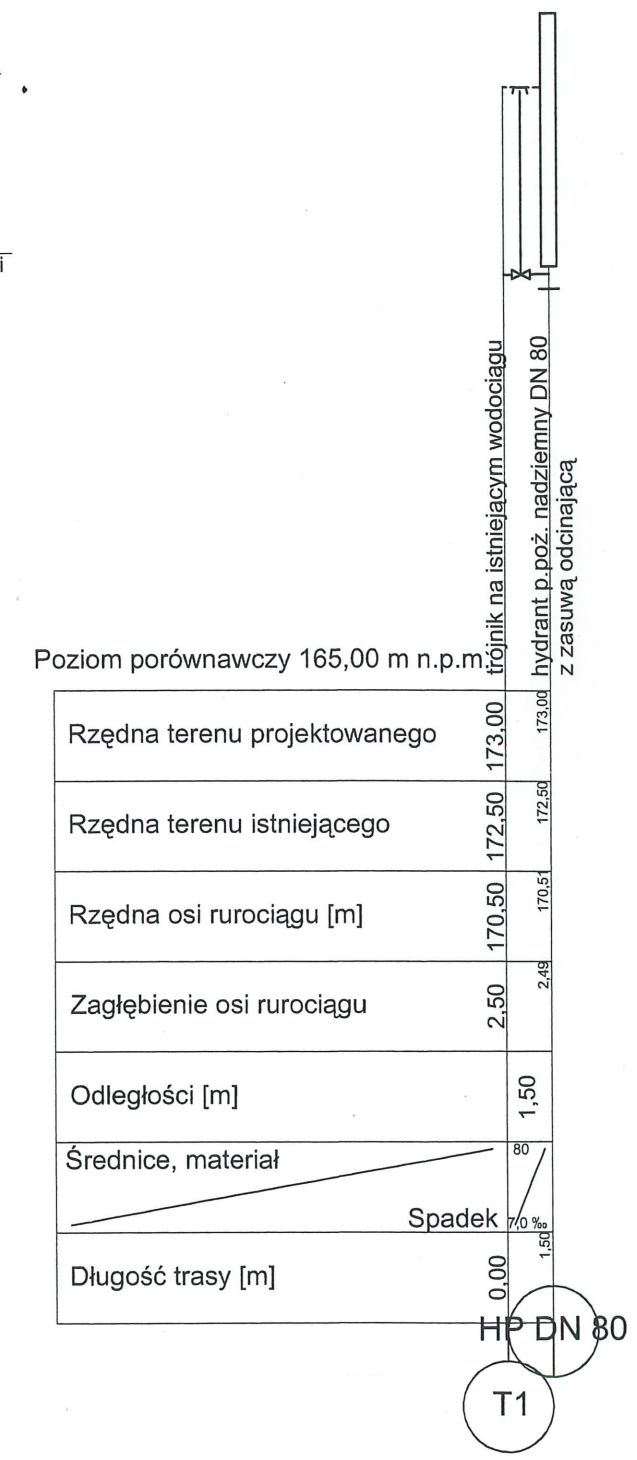 i
trójnik na istniejącym wodociągu
hydrant p.poż. nadziemny DN 80
z zasuwą odcinającą
Poziom porównawczy 165,00 m n.p.m.
Rzędna terenu projektowanego 173,00 173,00
Rzędna terenu istniejącego 172,50 172,50
Rzędna osi rurociągu [m] 170,50 170,51
Zagłębienie osi rurociągu 2,50 2,49
Odległości [m] 1,50
Średnice, materiał 80
Spadek 7,0 ‰
Długość trasy [m] 0,00 1,50
HP DN 80
T1